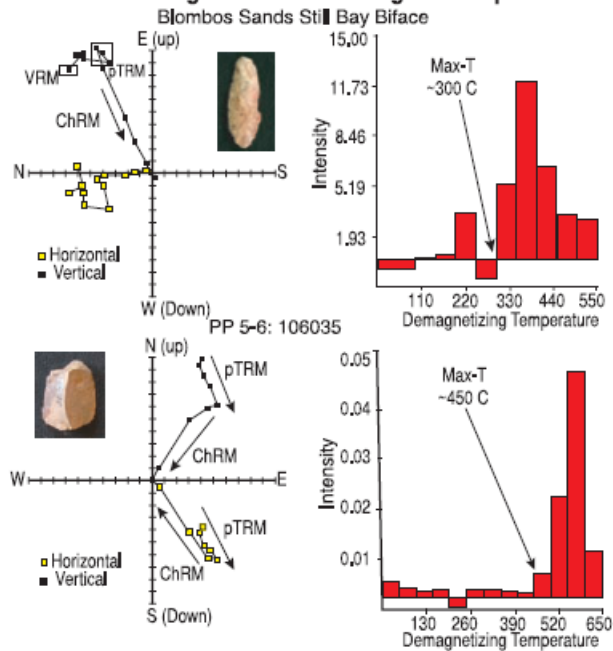 Blombos Sands Still Bay Biface
E (up)
VRM
pTRM
ChRM
N
S
Horizontal
Vertical
W (Down)
15.00
11.73
8.46
5.19
1.93
Intensity
Max-T
~300 C
110 220 330 440 550
Demagnetizing Temperature
PP 5-6: 106035
N (up)
pTRM
ChRM
W
E
pTRM
ChRM
Horizontal
Vertical
S (Down)
0.05
0.04
0.03
0.02
0.01
Intensity
Max-T
~450 C
130 260 390 520 650
Demagnetizing Temperature